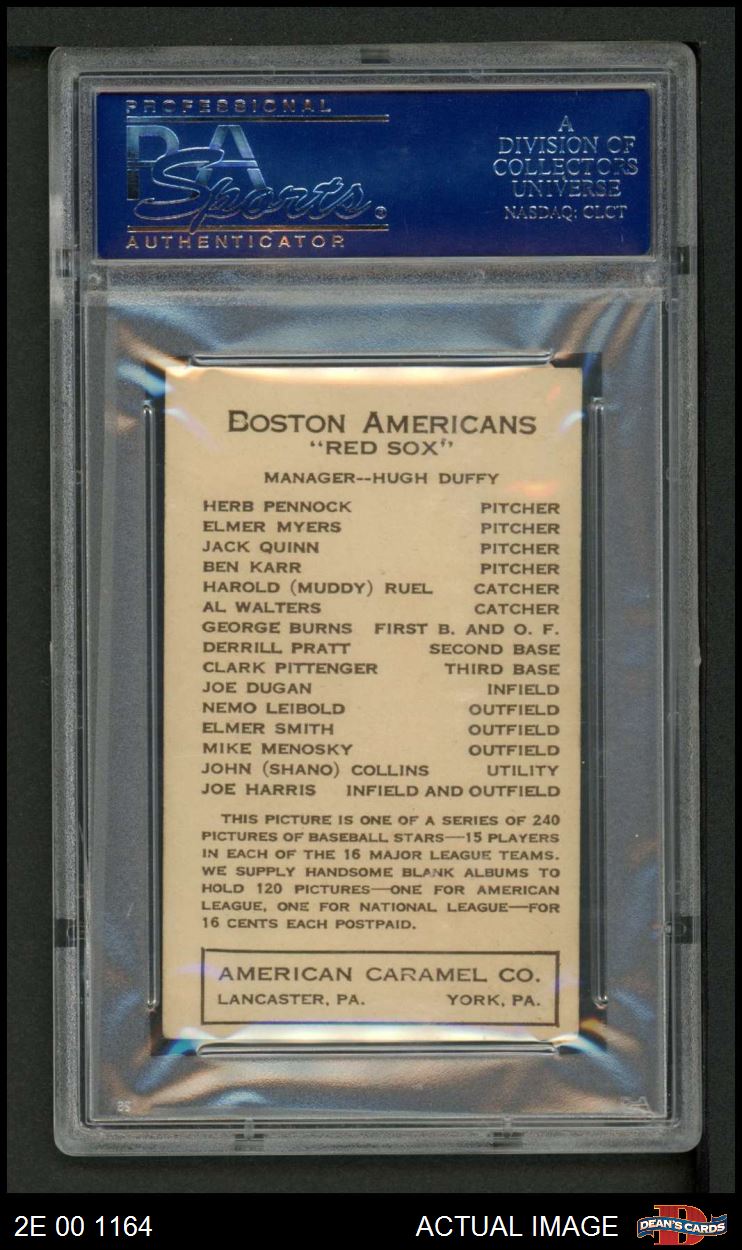 PROFESSIONAL
PSA
Sports
AUTHENTICATOR
A
DIVISION OF
COLLECTORS
UNIVERSE
NASDAQ: CLCT
BOSTON AMERICANS
"RED SOX"
MANAGER--HUGH DUFFY
HERB PENNOCK PITCHER
ELMER MYERS PITCHER
JACK QUINN PITCHER
BEN KARR PITCHER
HAROLD (MUDDY) RUEL CATCHER
AL WALTERS CATCHER
GEORGE BURNS FIRST B. AND O. F.
DERRILL PRATT SECOND BASE
CLARK PITTENGER THIRD BASE
JOE DUGAN INFIELD
NEMO LEIBOLD OUTFIELD
ELMER SMITH OUTFIELD
MIKE MENOSKY OUTFIELD
JOHN (SHANO) COLLINS UTILITY
JOE HARRIS INFIELD AND OUTFIELD
THIS PICTURE IS ONE OF A SERIES OF 240
PICTURES OF BASEBALL STARS—15 PLAYERS
IN EACH OF THE 16 MAJOR LEAGUE TEAMS.
WE SUPPLY HANDSOME BLANK ALBUMS TO
HOLD 120 PICTURES—ONE FOR AMERICAN
LEAGUE, ONE FOR NATIONAL LEAGUE—FOR
16 CENTS EACH POSTPAID.
AMERICAN CARAMEL CO.
LANCASTER, PA. YORK, PA.
2E 00 1164 ACTUAL IMAGE
DEAN'S CARDS